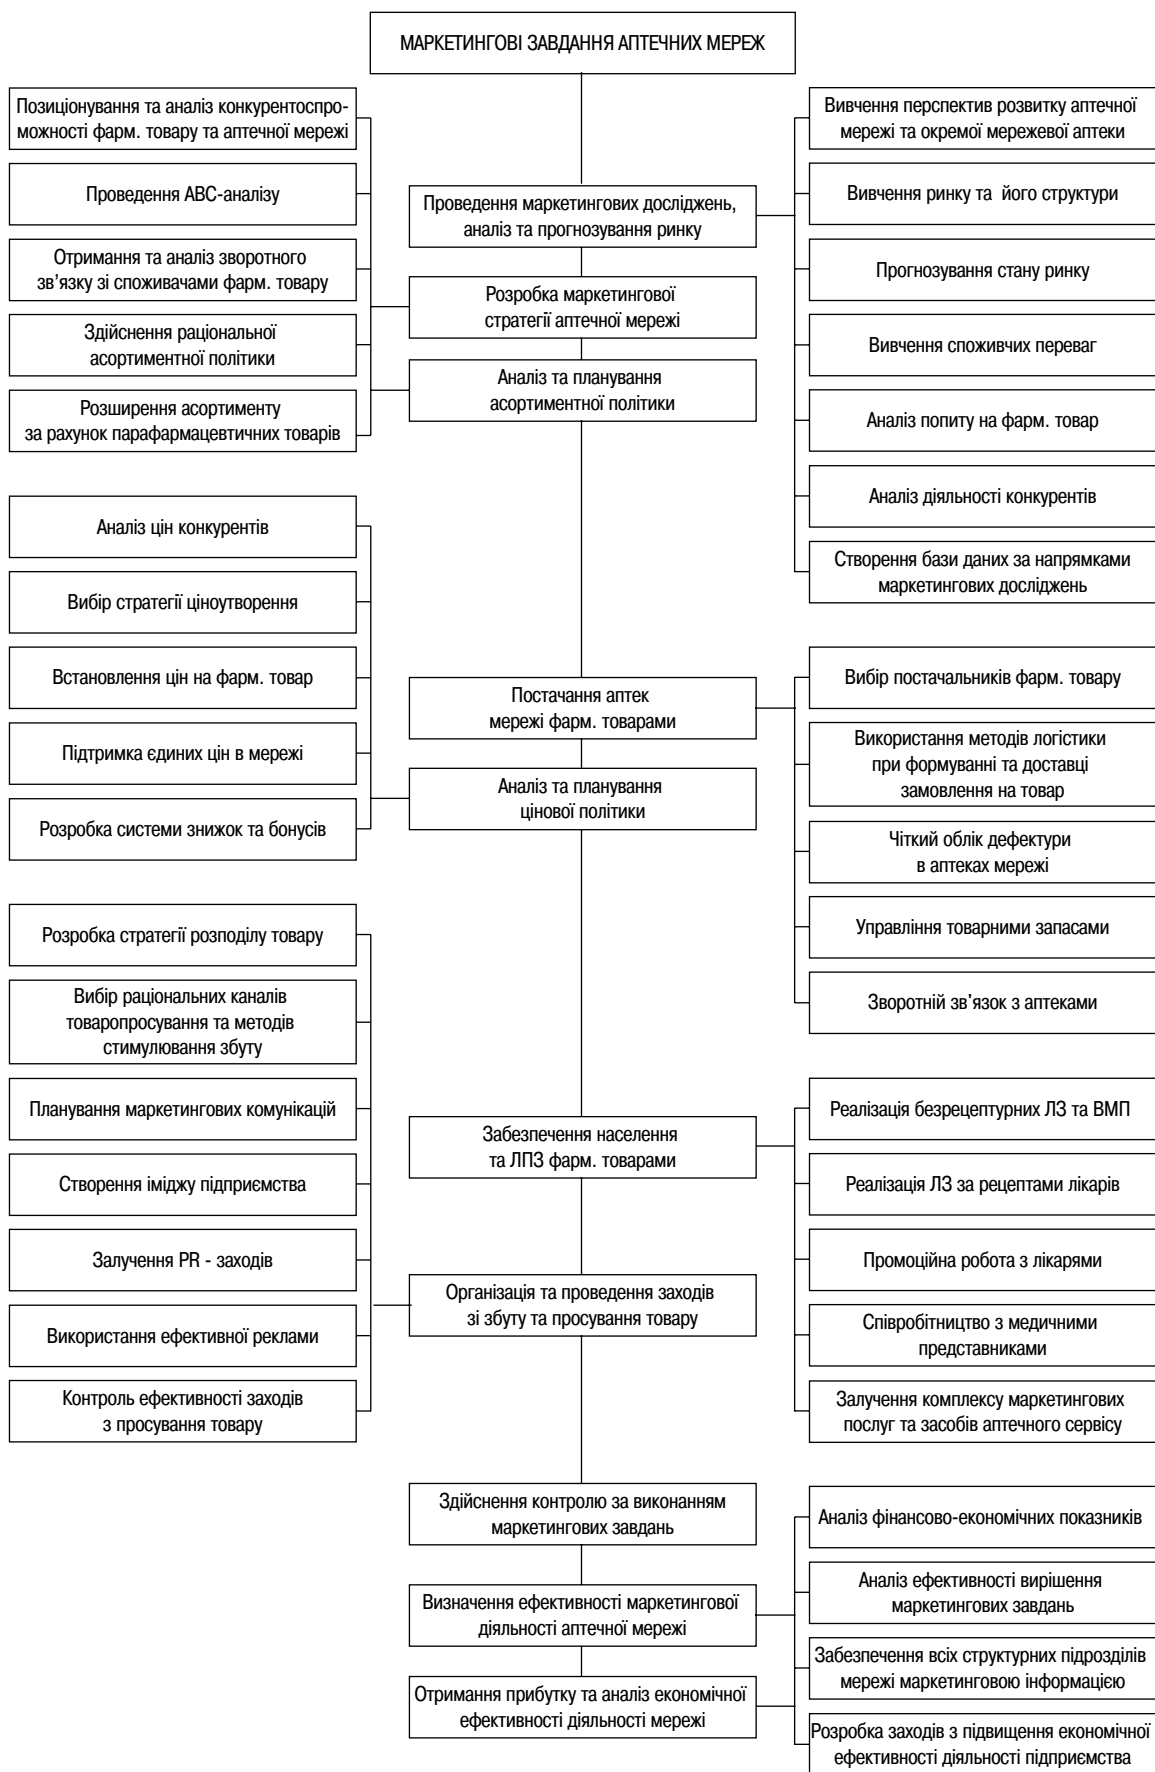 МАРКЕТИНГОВІ ЗАВДАННЯ АПТЕЧНИХ МЕРЕЖ
Позиціонування та аналіз конкурентоспро-
можності фарм. товару та аптечної мережі
Проведення АВС-аналізу
Отримання та аналіз зворотного
зв’язку зі споживачами фарм. товару
Здійснення раціональної
асортиментної політики
Розширення асортименту
за рахунок парафармацевтичних товарів
Проведення маркетингових досліджень,
аналіз та прогнозування ринку
Розробка маркетингової
стратегії аптечної мережі
Аналіз та планування
асортиментної політики
Вивчення перспектив розвитку аптечної
мережі та окремої мережевої аптеки
Вивчення ринку та його структури
Прогнозування стану ринку
Вивчення споживчих переваг
Аналіз попиту на фарм. товар
Аналіз діяльності конкурентів
Створення бази даних за напрямками
маркетингових досліджень
Аналіз цін конкурентів
Вибір стратегії ціноутворення
Встановлення цін на фарм. товар
Підтримка єдиних цін в мережі
Розробка системи знижок та бонусів
Постачання аптек
мережі фарм. товарами
Аналіз та планування
цінової політики
Вибір постачальників фарм. товару
Використання методів логістики
при формуванні та доставці
замовлення на товар
Чіткий облік дефектури
в аптеках мережі
Управління товарними запасами
Зворотній зв'язок з аптеками
Розробка стратегії розподілу товару
Вибір раціональних каналів
товаропросування та методів
стимулювання збуту
Планування маркетингових комунікацій
Створення іміджу підприємства
Залучення PR - заходів
Використання ефективної реклами
Контроль ефективності заходів
з просування товару
Забезпечення населення
та ЛПЗ фарм. товарами
Організація та проведення заходів
зі збуту та просування товару
Реалізація безрецептурних ЛЗ та ВМП
Реалізація ЛЗ за рецептами лікарів
Промоційна робота з лікарями
Співробітництво з медичними
представниками
Залучення комплексу маркетингових
послуг та засобів аптечного сервісу
Здійснення контролю за виконанням
маркетингових завдань
Визначення ефективності маркетингової
діяльності аптечної мережі
Отримання прибутку та аналіз економічної
ефективності діяльності мережі
Аналіз фінансово-економічних показників
Аналіз ефективності вирішення
маркетингових завдань
Забезпечення всіх структурних підрозділів
мережі маркетинговою інформацією
Розробка заходів з підвищення економічної
ефективності діяльності підприємства